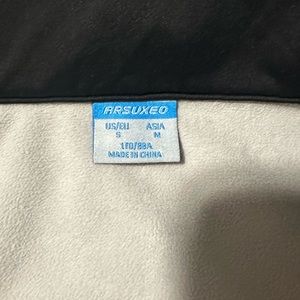 ARSUXEO
US/EU ASIA
S M
170/88A
MADE IN CHINA